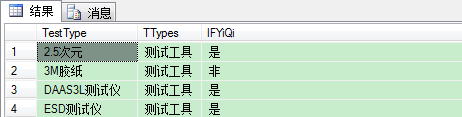 结果 消息
TestType TTypes IFYiQi
1 2.5次元 测试工具 是
2 3M胶纸 测试工具 非
3 DAAS3L测试仪 测试工具 是
4 ESD测试仪 测试工具 是